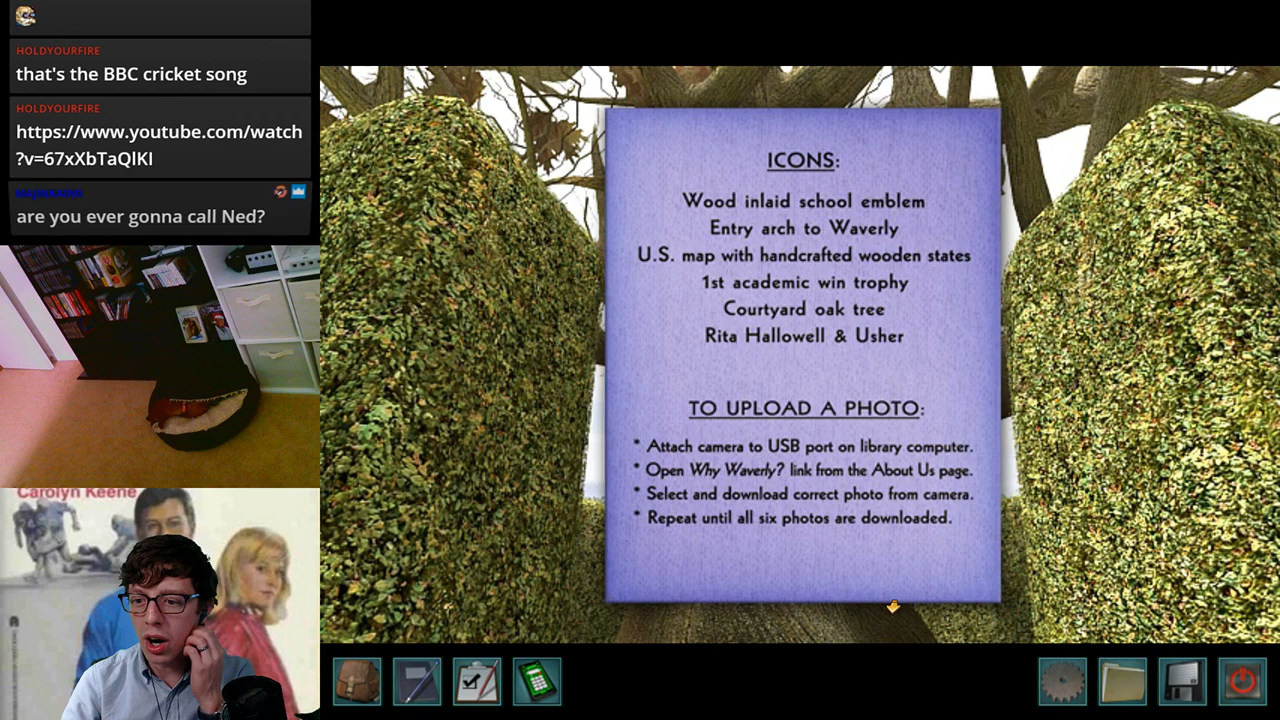 HOLDYOURFIRE
that's the BBC cricket song
HOLDYOURFIRE
https://www.youtube.com/watch
?v=67xXbTaQlKI
are you ever gonna call Ned?
Carolyn Keene
ICONS:
Wood inlaid school emblem
Entry arch to Waverly
U.S. map with handcrafted wooden states
1st academic win trophy
Courtyard oak tree
Rita Hallowell & Usher
TO UPLOAD A PHOTO:
* Attach camera to USB port on library computer.
* Open Why Waverly? link from the About Us page.
* Select and download correct photo from camera.
* Repeat until all six photos are downloaded.